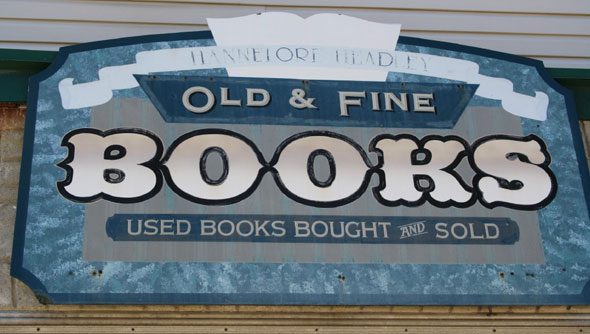 HANNELORE HEADLEY
OLD & FINE
BOOKS
USED BOOKS BOUGHT AND SOLD